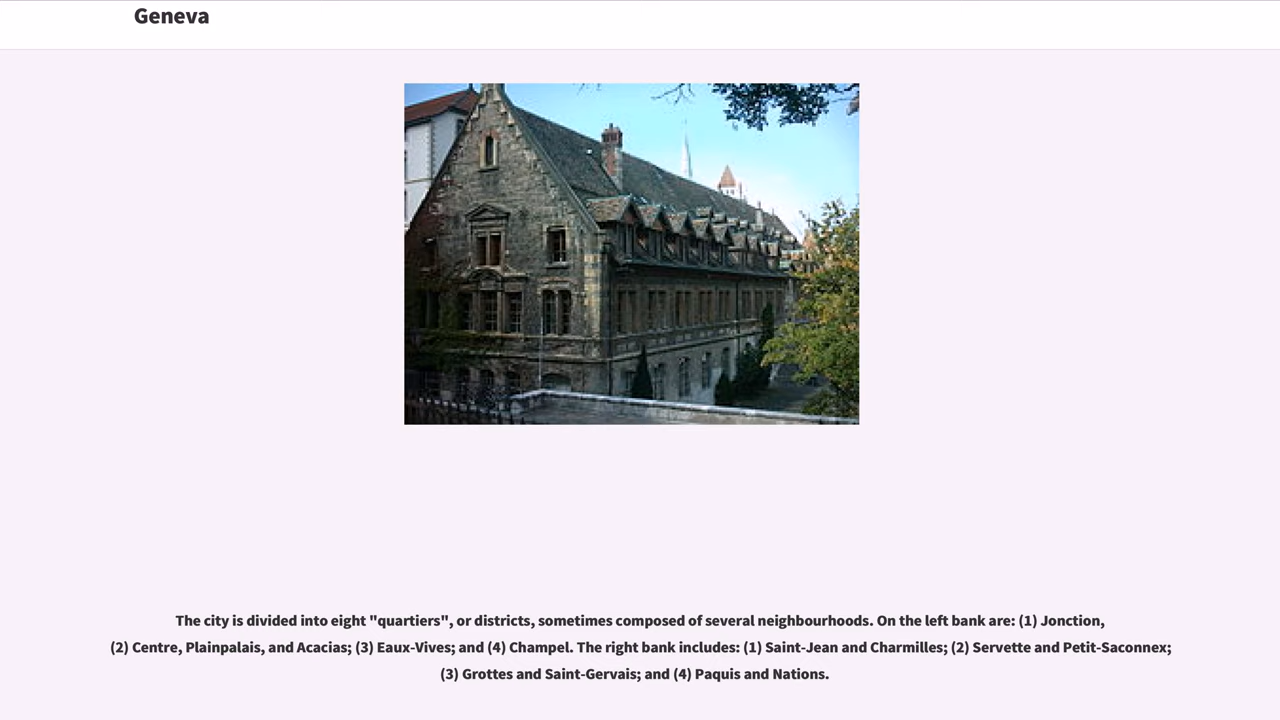 Geneva
The city is divided into eight "quartiers", or districts, sometimes composed of several neighbourhoods. On the left bank are: (1) Jonction,
(2) Centre, Plainpalais, and Acacias; (3) Eaux-Vives; and (4) Champel. The right bank includes: (1) Saint-Jean and Charmilles; (2) Servette and Petit-Saconnex;
(3) Grottes and Saint-Gervais; and (4) Paquis and Nations.